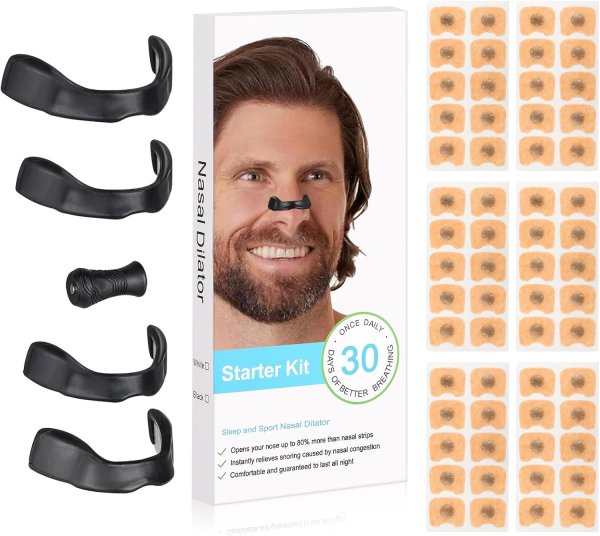 Nasal Dilator
White
Black
ONCE DAILY
30
DAYS OF BETTER BREATHING
Starter Kit
Sleep and Sport Nasal Dilator
Opens your nose up to 80% more than nasal strips
Instantly relieves snoring caused by nasal congestion
Comfortable and guaranteed to last all night